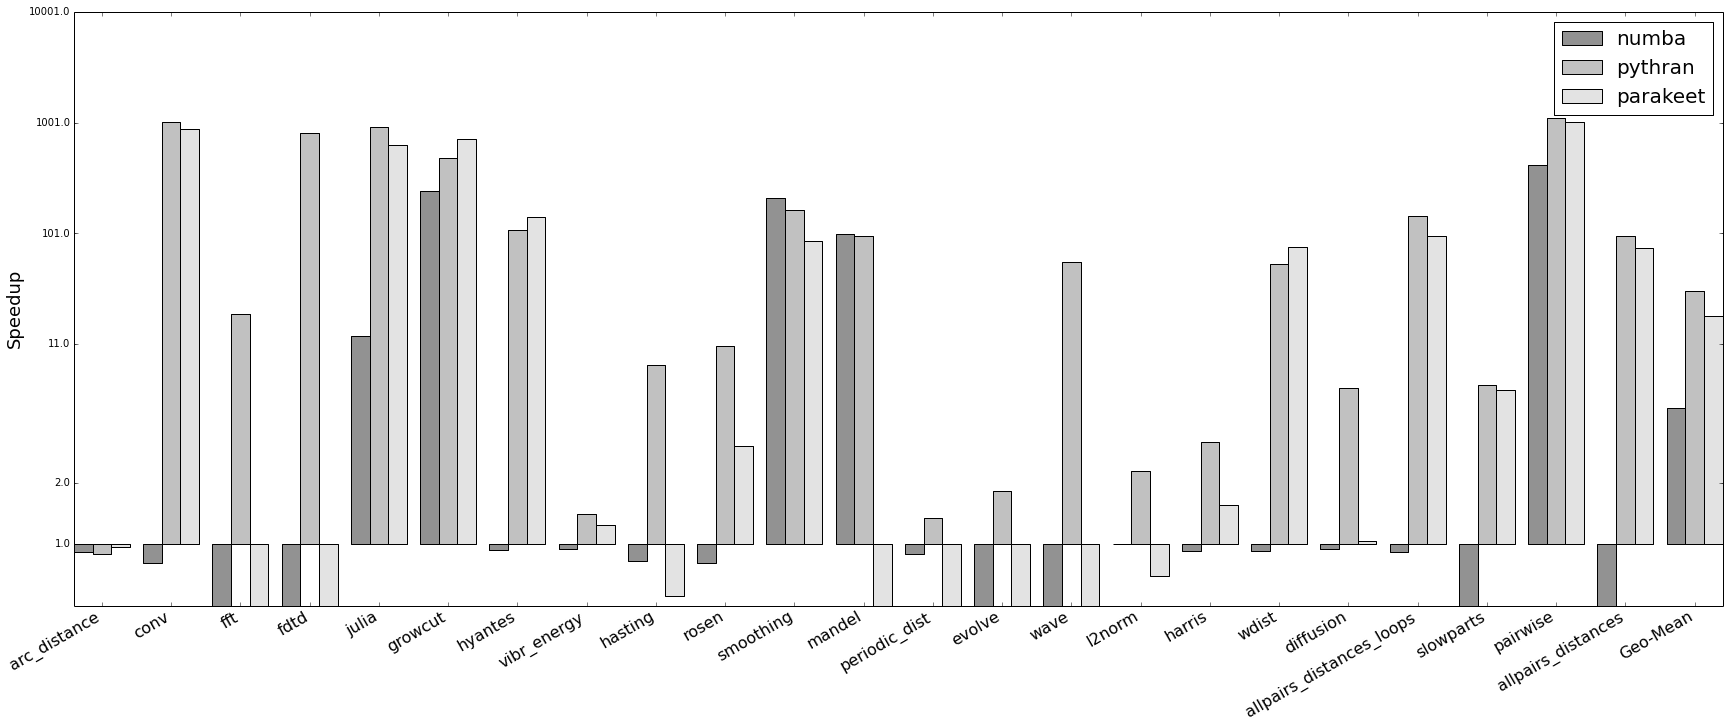 10001.0
1001.0
101.0
11.0
2.0
1.0
Speedup
numba
pythran
parakeet
arc_distance
conv
fft
fdtd
julia
growcut
hyantes
vibr_energy
hasting
rosen
smoothing
mandel
periodic_dist
evolve
wave
l2norm
harris
wdist
diffusion
allpairs_distances_loops
slowparts
pairwise
allpairs_distances
Geo-Mean